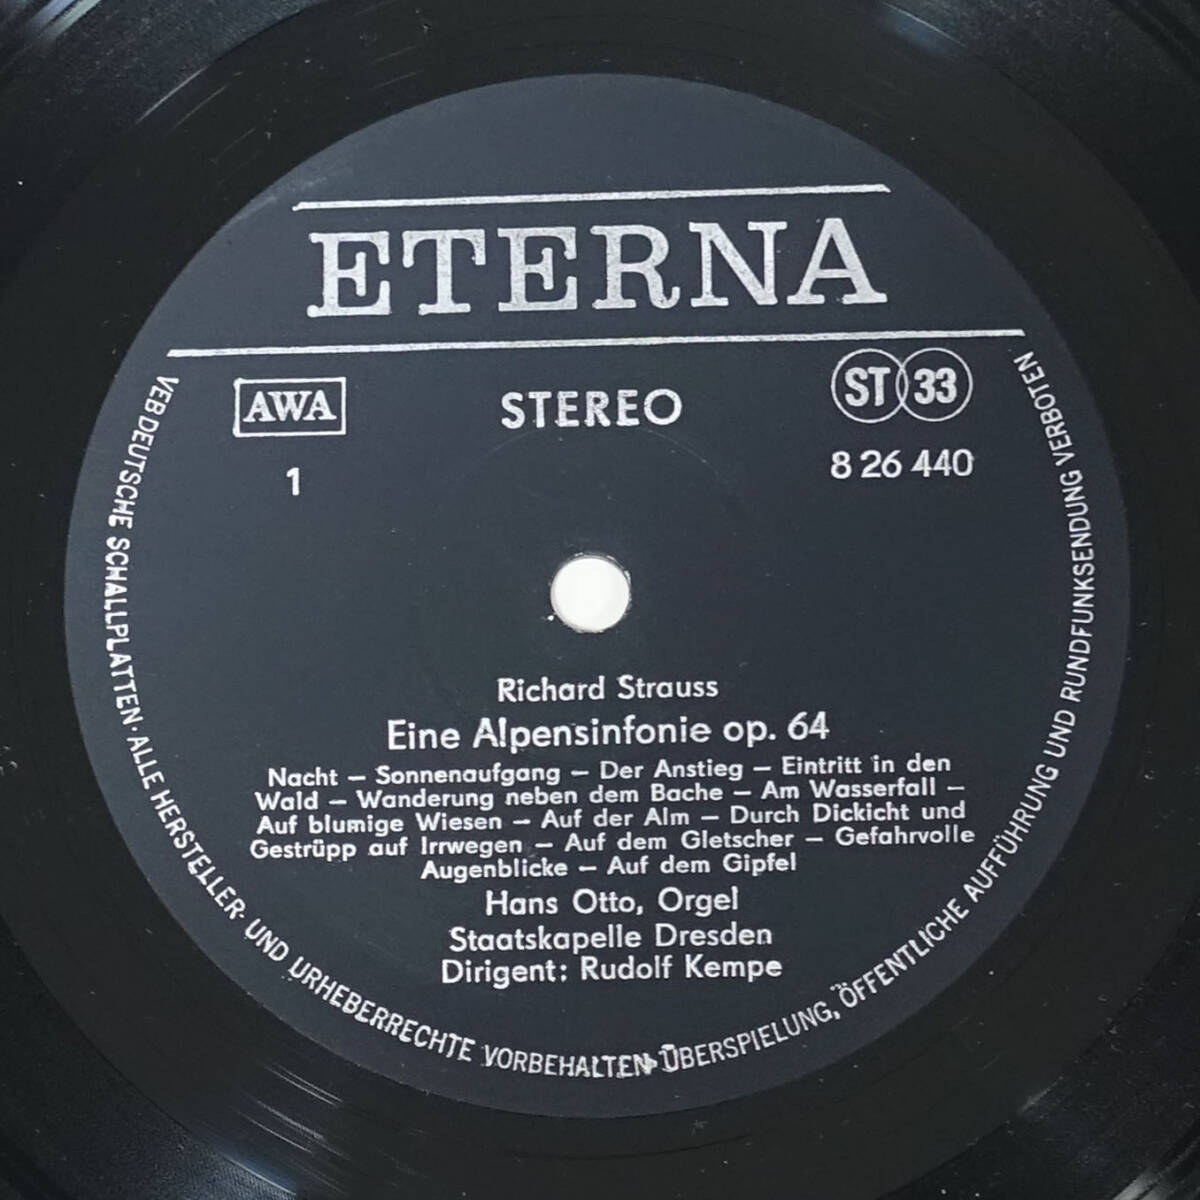 ETERNA
AWA
STEREO
ST 33
1
8 26 440
Richard Strauss
Eine Alpensinfonie op. 64
Nacht – Sonnenaufgang – Der Anstieg – Eintritt in den
Wald – Wanderung neben dem Bache – Am Wasserfall –
Auf blumige Wiesen – Auf der Alm – Durch Dickicht und
Gestrüpp auf Irrwegen – Auf dem Gletscher – Gefahrvolle
Augenblicke – Auf dem Gipfel
Hans Otto, Orgel
Staatskapelle Dresden
Dirigent: Rudolf Kempe
VEB DEUTSCHE SCHALLPLATTEN · ALLE HERSTELLER- UND URHEBERRECHTE VORBEHALTEN · ÜBERSPIELUNG, ÖFFENTLICHE AUFFÜHRUNG UND RUNDFUNKSENDUNG VERBOTEN